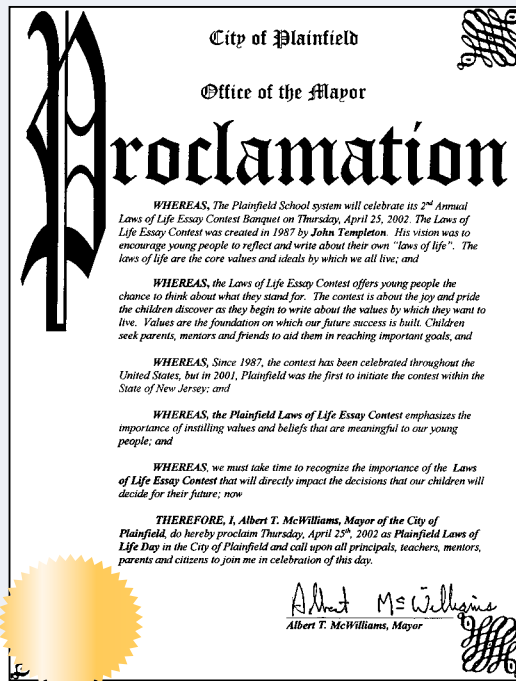 City of Plainfield
Office of the Mayor
Proclamation
WHEREAS, The Plainfield School system will celebrate its 2nd Annual
Laws of Life Essay Contest Banquet on Thursday, April 25, 2002. The Laws of
Life Essay Contest was created in 1987 by John Templeton. His vision was to
encourage young people to reflect and write about their own "laws of life". The
laws of life are the core values and ideals by which we all live; and
WHEREAS, the Laws of Life Essay Contest offers young people the
chance to think about what they stand for. The contest is about the joy and pride
the children discover as they begin to write about the values by which they want to
live. Values are the foundation on which our future success is built. Children
seek parents, mentors and friends to aid them in reaching important goals, and
WHEREAS, Since 1987, the contest has been celebrated throughout the
United States, but in 2001, Plainfield was the first to initiate the contest within the
State of New Jersey; and
WHEREAS, the Plainfield Laws of Life Essay Contest emphasizes the
importance of instilling values and beliefs that are meaningful to our young
people; and
WHEREAS, we must take time to recognize the importance of the Laws
of Life Essay Contest that will directly impact the decisions that our children will
decide for their future; now
THEREFORE, I, Albert T. McWilliams, Mayor of the City of
Plainfield, do hereby proclaim Thursday, April 25th, 2002 as Plainfield Laws of
Life Day in the City of Plainfield and call upon all principals, teachers, mentors,
parents and citizens to join me in celebration of this day.
Albert McWilliams
Albert T. McWilliams, Mayor